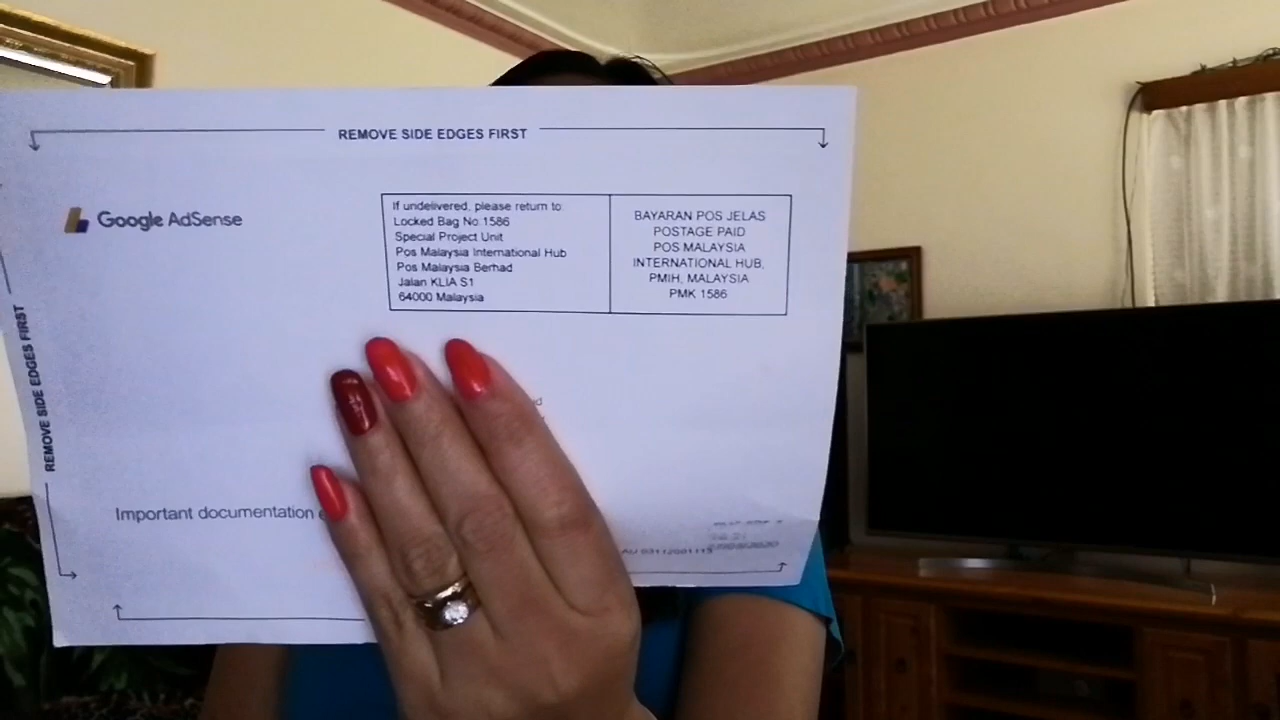 REMOVE SIDE EDGES FIRST
Google AdSense
If undelivered, please return to
Locked Bag No 1586
Special Project Unit
Pos Malaysia International Hub
Pos Malaysia Berhad
Jalan KLIA S1
64000 Malaysia
BAYARAN POS JELAS
POSTAGE PAID
POS MALAYSIA
INTERNATIONAL HUB,
PMIH, MALAYSIA
PMK 1586
REMOVE SIDE EDGES FIRST
Important documentation